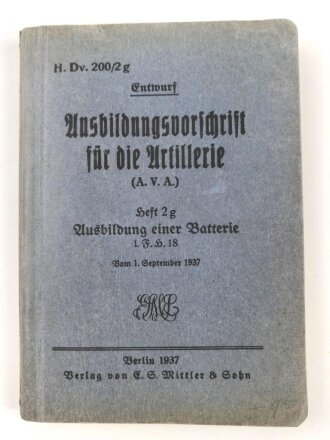 H. Dv. 200/2 g
Entwurf
Ausbildungsvorschrift
für die Artillerie
(A. V. A.)
Heft 2 g
Ausbildung einer Batterie
l. F. H. 18
Vom 1. September 1937
Berlin 1937
Verlag von E. S. Mittler & Sohn